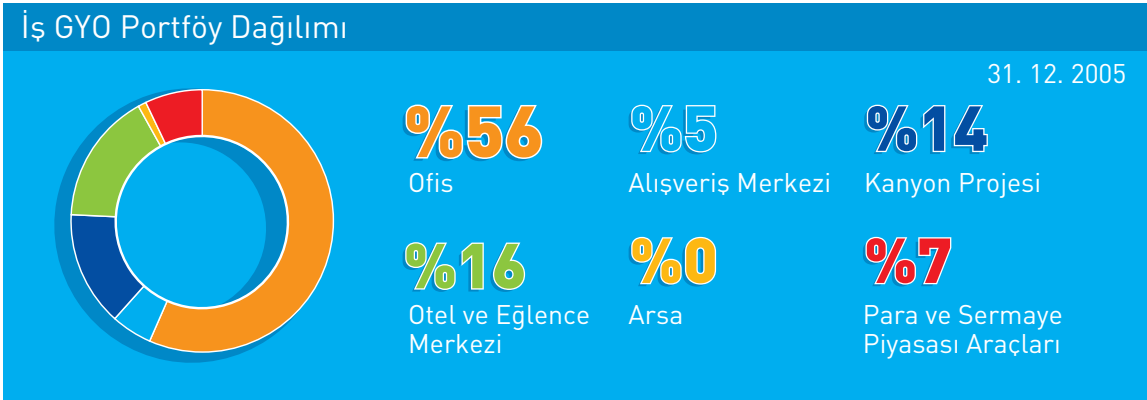 İş GYO Portföy Dağılımı
31. 12. 2005
%56
Ofis
%5
Alışveriş Merkezi
%14
Kanyon Projesi
%16
Otel ve Eğlence
Merkezi
%0
Arsa
%7
Para ve Sermaye
Piyasası Araçları